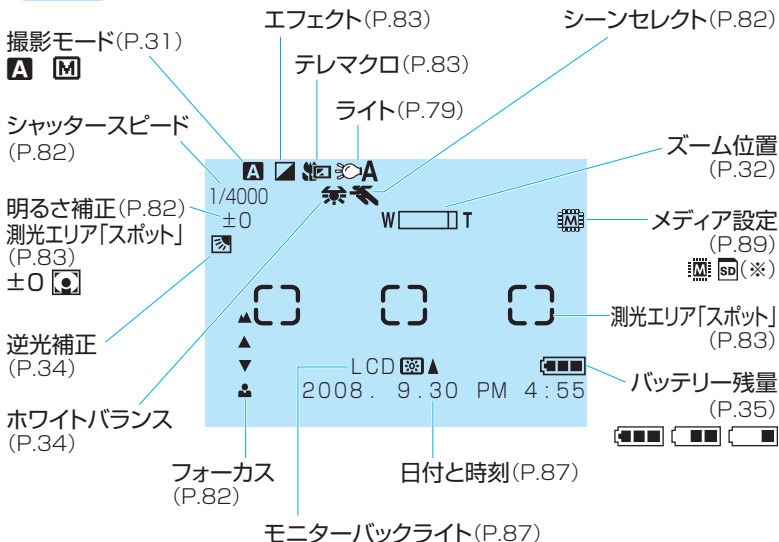 エフェクト(P.83)
シーンセレクト(P.82)
撮影モード(P.31)
A M
テレマクロ(P.83)
ライト(P.79)
シャッタースピード
(P.82)
ズーム位置
(P.32)
A A
1/4000
明るさ補正(P.82)
±0
W T
M
メディア設定
(P.89)
M SD(※)
測光エリア「スポット」
(P.83)
±0
測光エリア「スポット」
(P.83)
逆光補正
(P.34)
LCD
バッテリー残量
(P.35)
2008. 9.30 PM 4:55
ホワイトバランス
(P.34)
フォーカス
(P.82)
日付と時刻(P.87)
モニターバックライト(P.87)